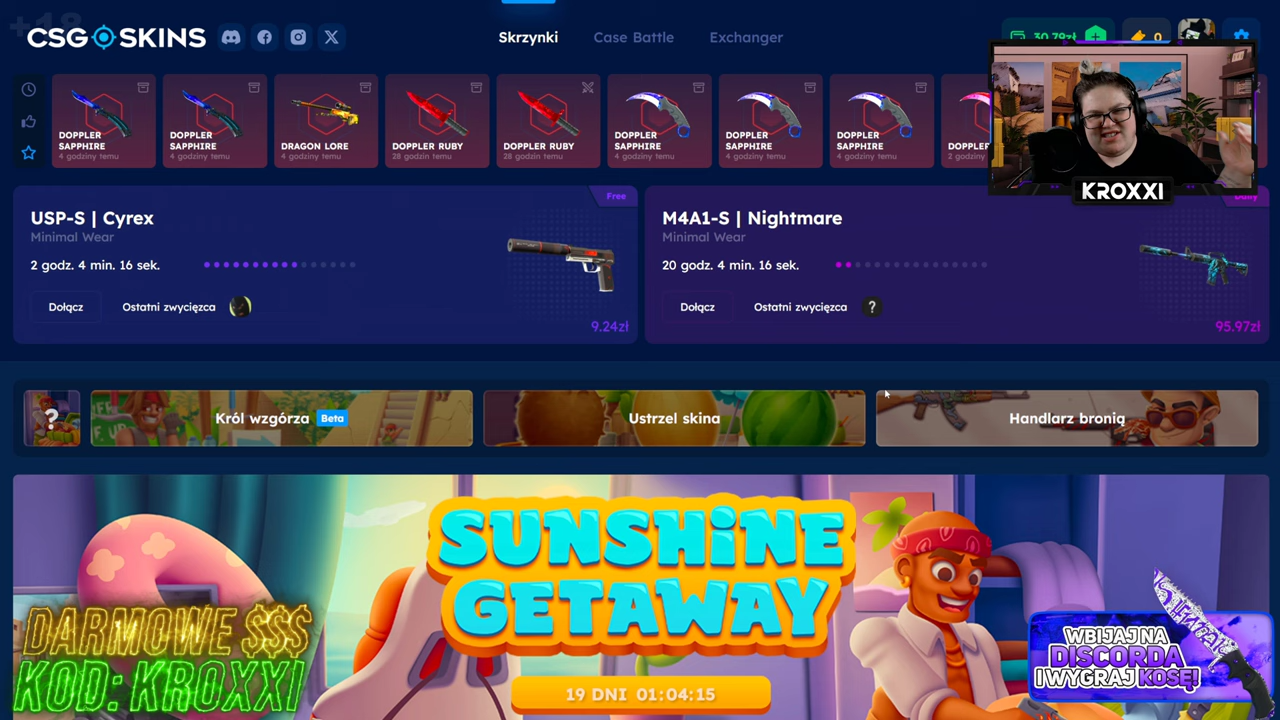 +18
CSG SKINS
Skrzynki
Case Battle
Exchanger
30.79zł
0
DOPPLER SAPPHIRE
4 godziny temu
DOPPLER SAPPHIRE
4 godziny temu
DRAGON LORE
4 godziny temu
DOPPLER RUBY
28 godzin temu
DOPPLER RUBY
28 godzin temu
DOPPLER SAPPHIRE
4 godziny temu
DOPPLER SAPPHIRE
4 godziny temu
DOPPLER SAPPHIRE
4 godziny temu
KROXXI
USP-S | Cyrex
Free
Minimal Wear
2 godz. 4 min. 16 sek.
Dołącz
Ostatni zwycięzca
9.24zł
M4A1-S | Nightmare
Daily
Minimal Wear
20 godz. 4 min. 16 sek.
Dołącz
Ostatni zwycięzca
?
95.97zł
?
Król wzgórza Beta
Ustrzel skina
Handlarz bronią
SUNSHINE
GETAWAY
19 DNI 01:04:15
DARMOWE $$$
KOD: KROXXI
WBIJAJ NA
DISCORDA
I WYGRAJ KOSĘ!